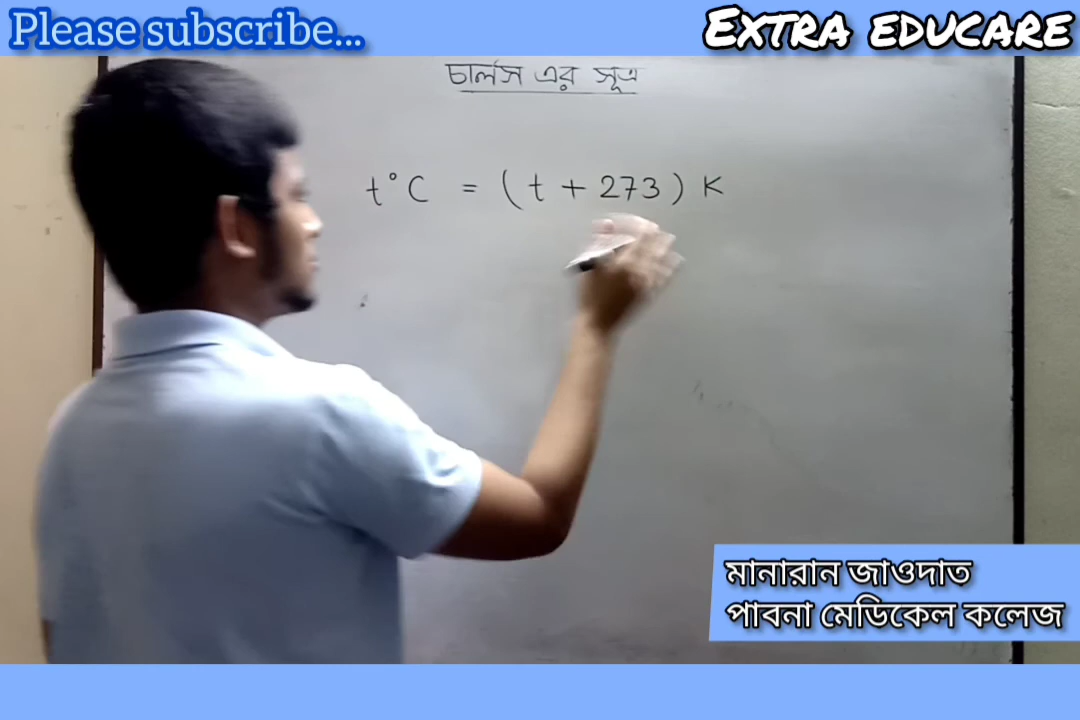 Please subscribe...
EXTRA EDUCARE
চার্লস এর সূত্র
t°C = (t + 273) K
মানারান জাওদাত
পাবনা মেডিকেল কলেজ